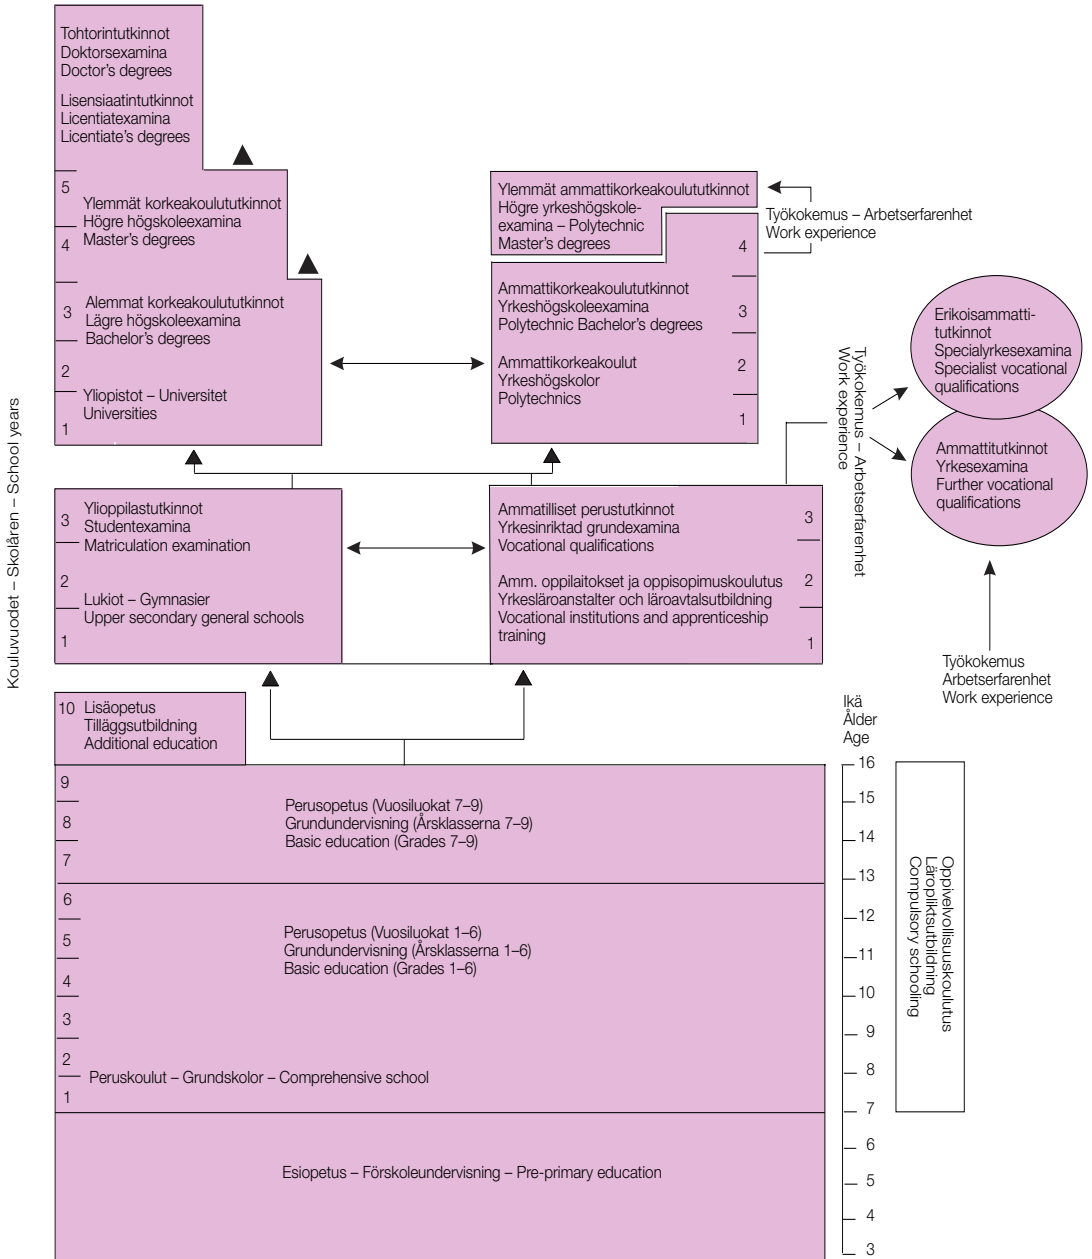 Kouluvuodet – Skolåren – School years
Tohtorintutkinnot
Doktorsexamina
Doctor's degrees
Lisensiaatintutkinnot
Licentiatexamina
Licentiate's degrees
5
4
Ylemmät korkeakoulututkinnot
Högre högskoleexamina
Master's degrees
3
2
1
Alemmat korkeakoulututkinnot
Lägre högskoleexamina
Bachelor's degrees
Yliopistot – Universitet
Universities
Ylemmät ammattikorkeakoulututkinnot
Högre yrkeshögskole-
examina – Polytechnic
Master's degrees
Työkokemus – Arbetserfarenhet
Work experience
4
3
2
1
Ammattikorkeakoulututkinnot
Yrkeshögskoleexamina
Polytechnic Bachelor's degrees
Ammattikorkeakoulut
Yrkeshögskolor
Polytechnics
Työkokemus – Arbetserfarenhet
Work experience
Erikoisammatti-
tutkinnot
Specialyrkesexamina
Specialist vocational
qualifications
Ammattitutkinnot
Yrkesexamina
Further vocational
qualifications
Työkokemus
Arbetserfarenhet
Work experience
3
2
1
Ylioppilastutkinnot
Studentexamina
Matriculation examination
Lukiot – Gymnasier
Upper secondary general schools
Ammatilliset perustutkinnot
Yrkesinriktad grundexamina
Vocational qualifications
Amm. oppilaitokset ja oppisopimuskoulutus
Yrkesläroanstalter och läroavtalsutbildning
Vocational institutions and apprenticeship
training
3
2
1
10 Lisäopetus
Tilläggsutbildning
Additional education
9
8
7
Perusopetus (Vuosiluokat 7–9)
Grundundervisning (Årsklasserna 7–9)
Basic education (Grades 7–9)
6
5
4
3
2
1
Perusopetus (Vuosiluokat 1–6)
Grundundervisning (Årsklasserna 1–6)
Basic education (Grades 1–6)
Peruskoulut – Grundskolor – Comprehensive school
Esiopetus – Förskoleundervisning – Pre-primary education
Ikä
Ålder
Age
16
15
14
13
12
11
10
9
8
7
6
5
4
3
Oppivelvollisuuskoulutus
Läropliktsutbildning
Compulsory schooling